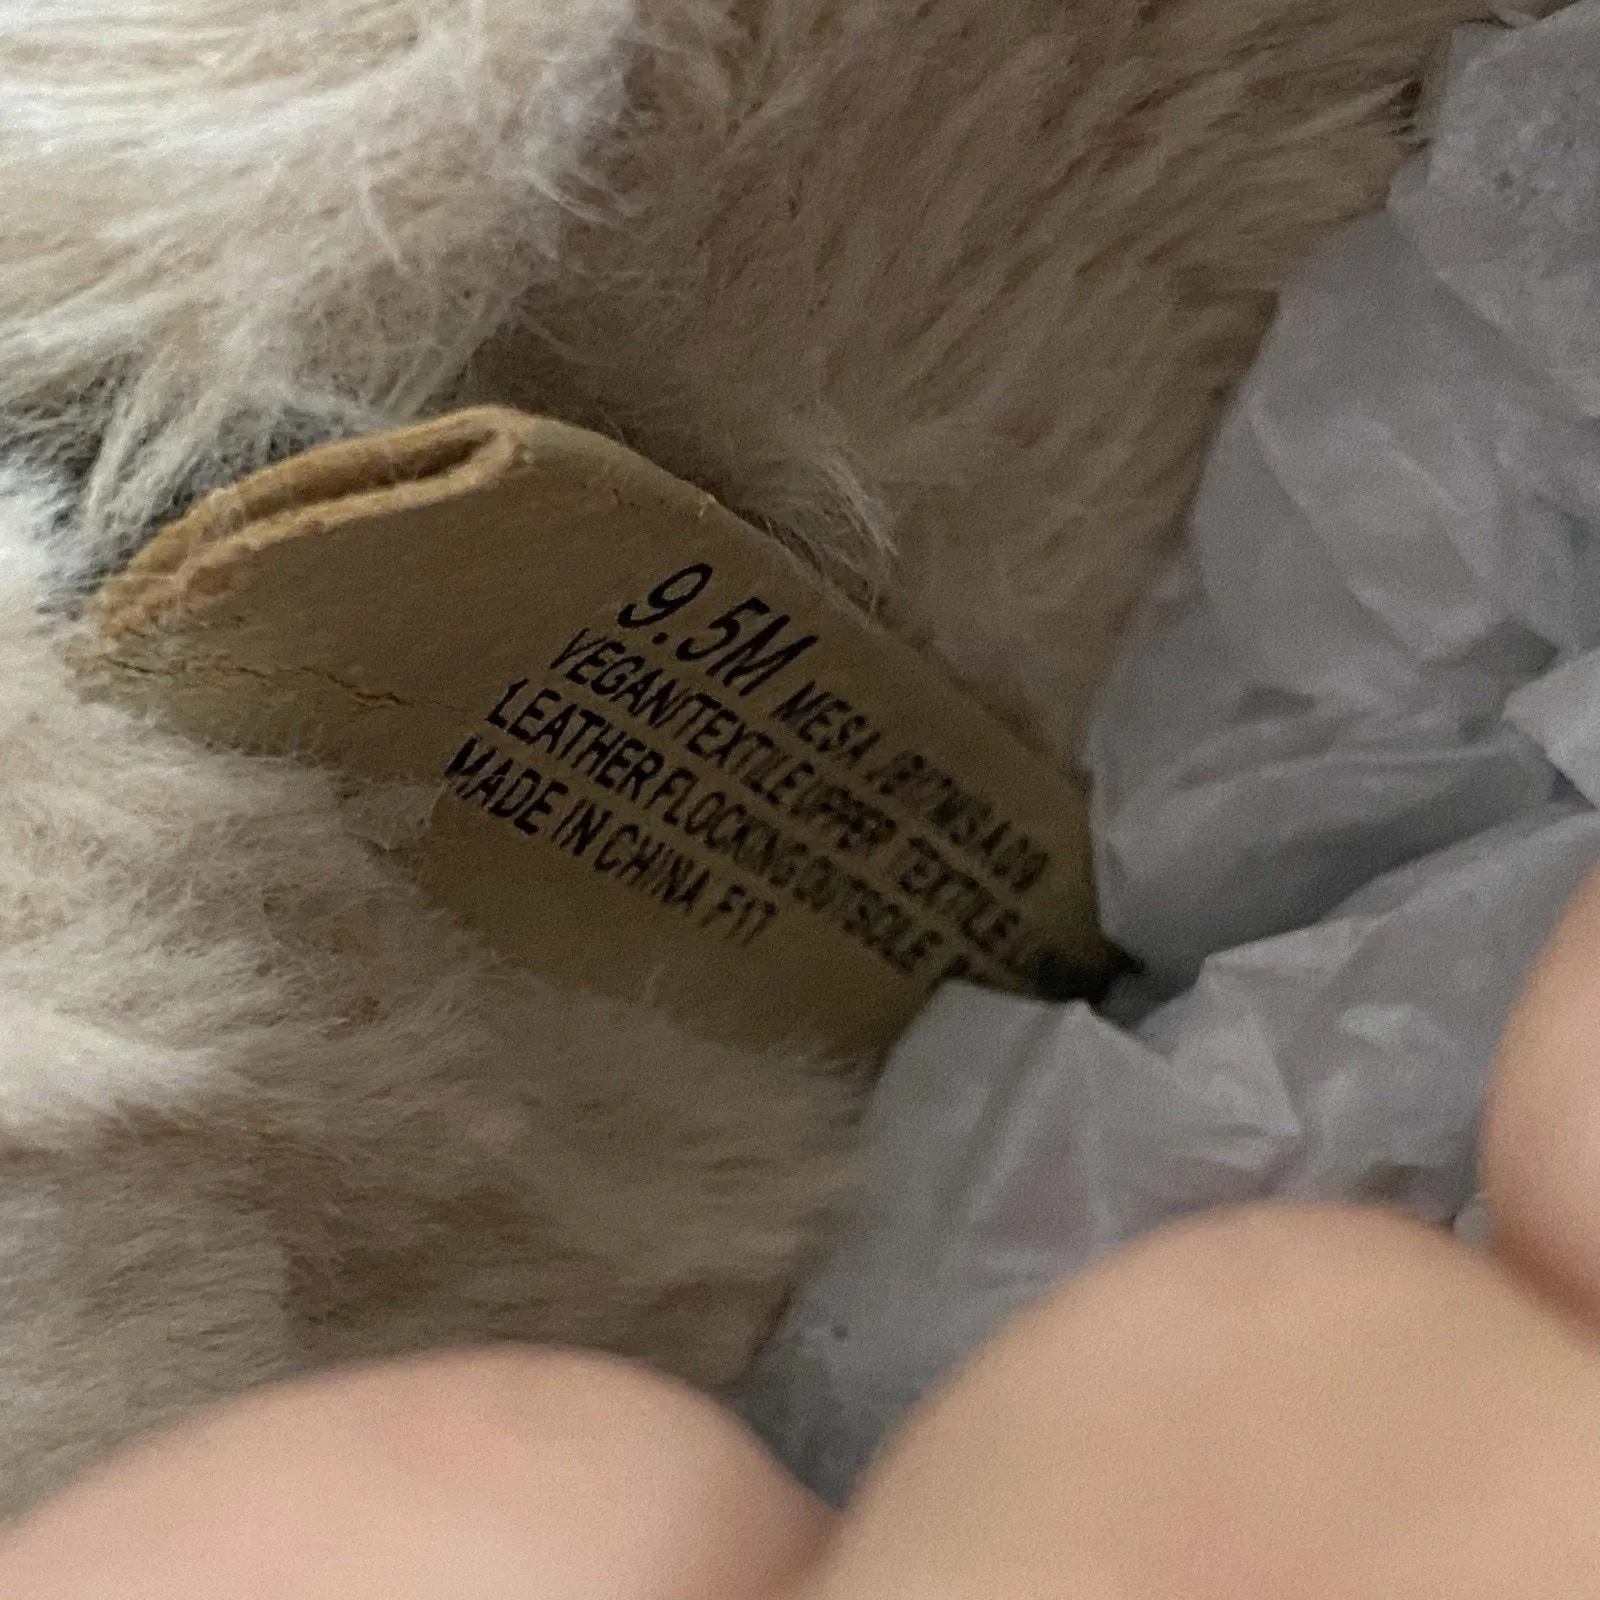 9.5M MESA
VEGAN/TEXTILE UPPER TEXTILE
LEATHER FLOCKING OUTSOLE
MADE IN CHINA F17